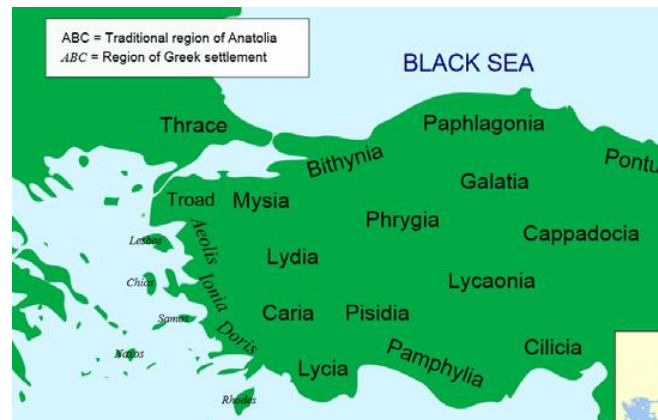 ABC = Traditional region of Anatolia
ABC = Region of Greek settlement
BLACK SEA
Thrace
Paphlagonia
Bithynia
Pontu
Galatia
Troad
Mysia
Phrygia
Cappadocia
Aeolis
Lesbos
Lydia
Lycaonia
Chios
Ionia
Caria
Pisidia
Samos
Doris
Cilicia
Naxos
Lycia
Pamphylia
Rhodes